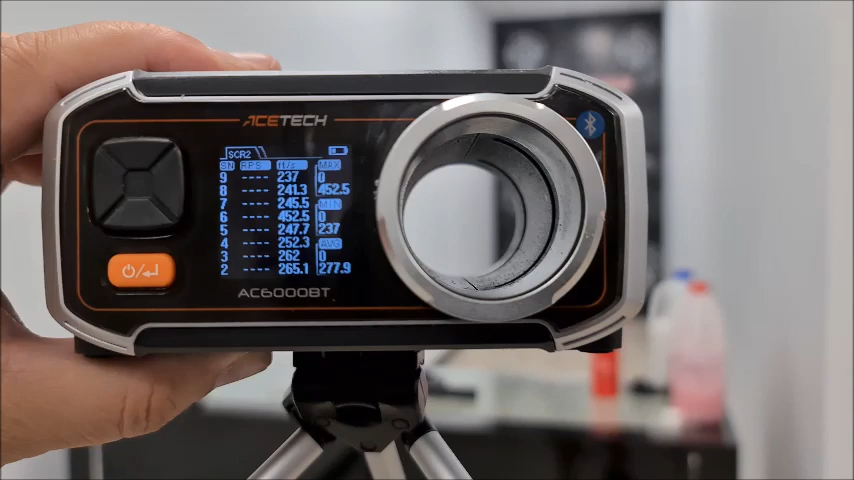 ACETECH
SCR2
SN RPS ft/s MAX
9 ---- 237 0
8 ---- 241.3 452.5
7 ---- 245.5 MIN
6 ---- 452.5 0
5 ---- 247.7 237
4 ---- 252.3 AVG
3 ---- 262 0
2 ---- 265.1 277.9
AC6000BT